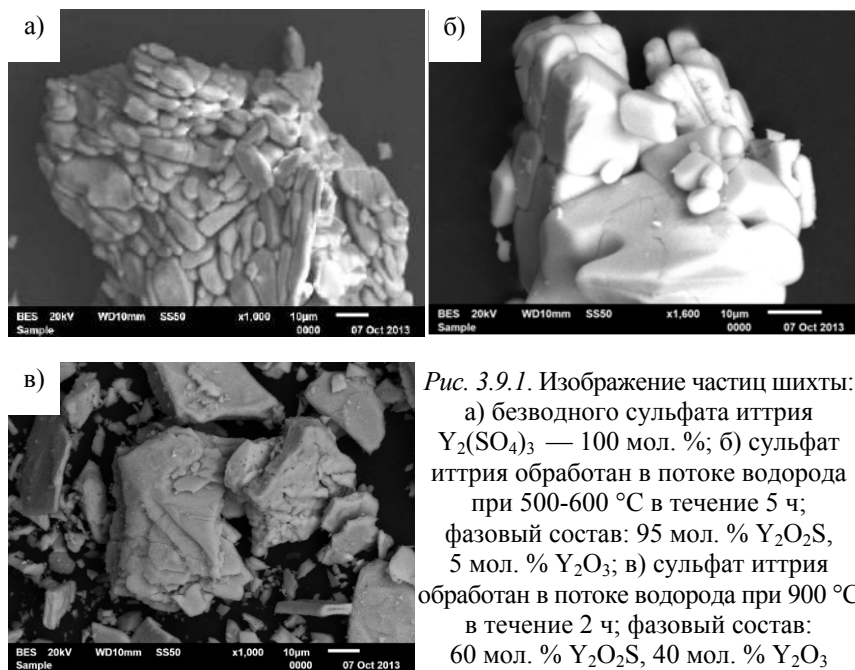 а)
BES 20kV WD10mm SS50 x1,000 10µm
Sample 0000 07 Oct 2013
б)
BES 20kV WD10mm SS50 x1,600 10µm
Sample 0000 07 Oct 2013
в)
BES 20kV WD10mm SS50 x1,000 10µm
Sample 0000 07 Oct 2013
Рис. 3.9.1. Изображение частиц шихты:
а) безводного сульфата иттрия
Y₂(SO₄)₃ — 100 мол. %; б) сульфат
иттрия обработан в потоке водорода
при 500-600 °C в течение 5 ч;
фазовый состав: 95 мол. % Y₂O₂S,
5 мол. % Y₂O₃; в) сульфат иттрия
обработан в потоке водорода при 900 °C
в течение 2 ч; фазовый состав:
60 мол. % Y₂O₂S, 40 мол. % Y₂O₃